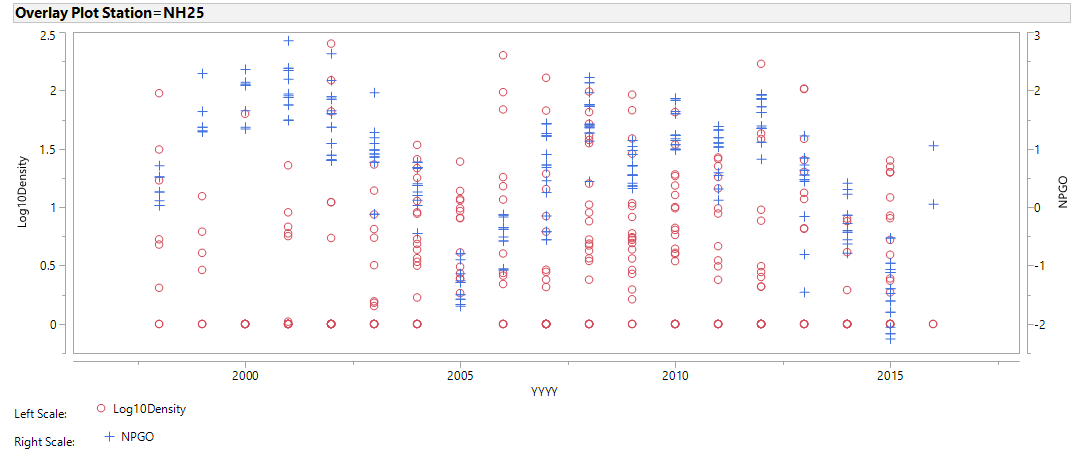 Overlay Plot Station=NH25
2.5
2
1.5
1
0.5
0
Log10Density
3
2
1
0
-1
-2
NPGO
2000 2005 2010 2015
YYYY
Left Scale: Log10Density
Right Scale: NPGO